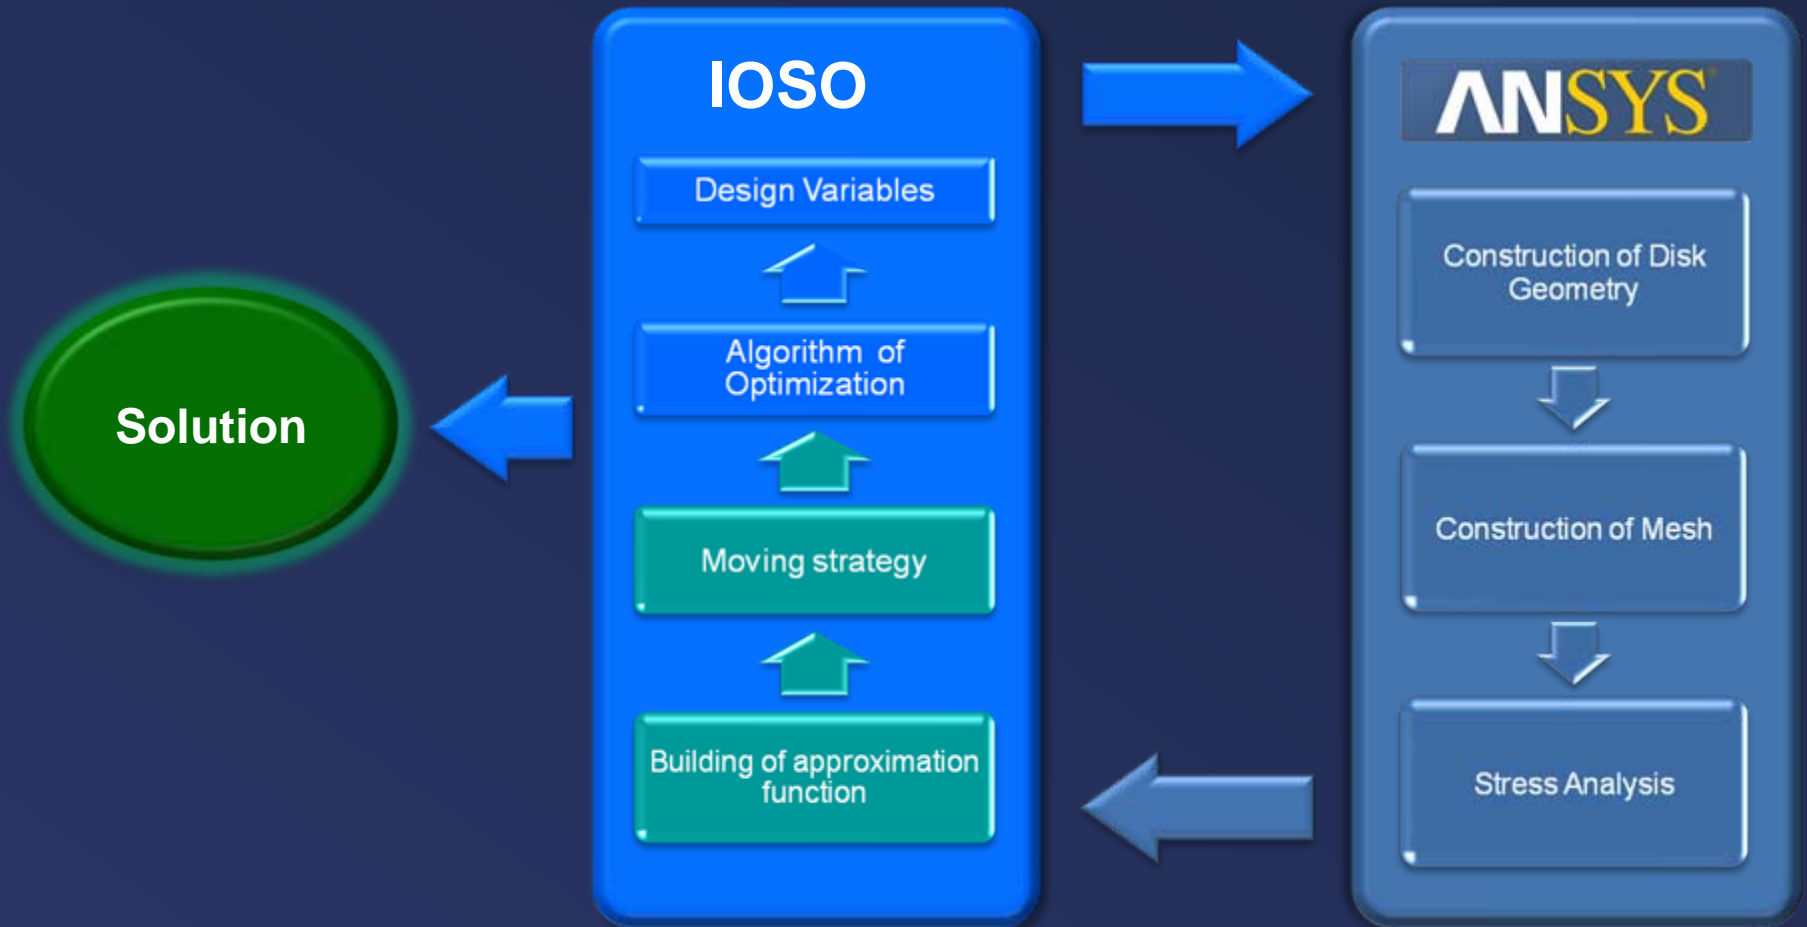 Solution
IOSO
Design Variables
Algorithm of
Optimization
Moving strategy
Building of approximation
function
ANSYS
Construction of Disk
Geometry
Construction of Mesh
Stress Analysis